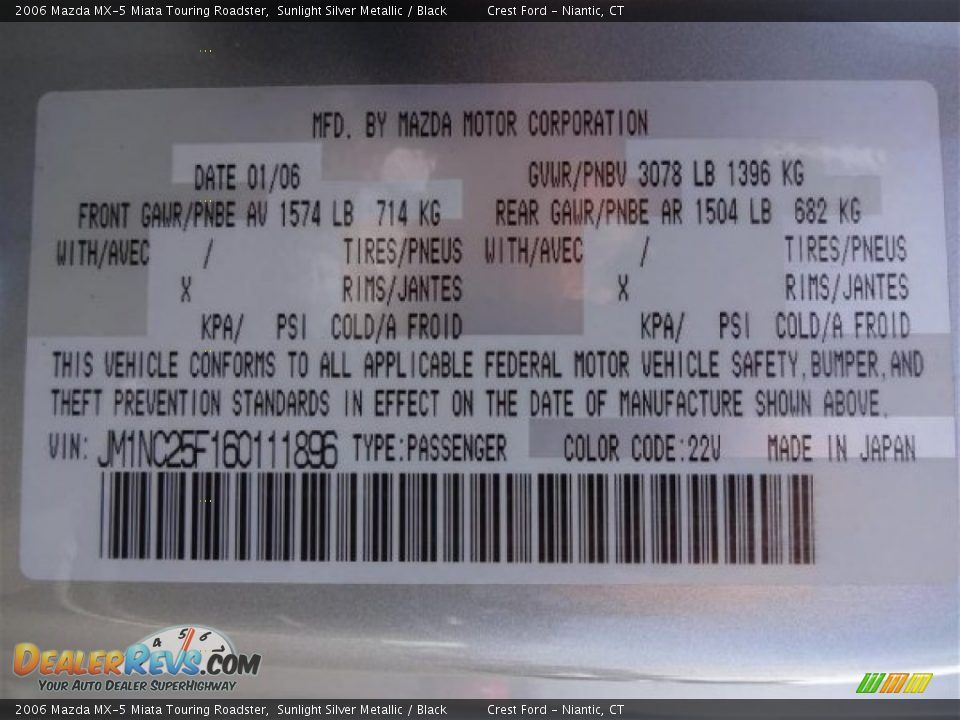 2006 Mazda MX-5 Miata Touring Roadster, Sunlight Silver Metallic / Black Crest Ford - Niantic, CT
MFD. BY MAZDA MOTOR CORPORATION
DATE 01/06 GVWR/PNBV 3078 LB 1396 KG
FRONT GAWR/PNBE AV 1574 LB 714 KG REAR GAWR/PNBE AR 1504 LB 682 KG
WITH/AVEC / TIRES/PNEUS WITH/AVEC / TIRES/PNEUS
X RIMS/JANTES X RIMS/JANTES
KPA/ PSI COLD/A FROID KPA/ PSI COLD/A FROID
THIS VEHICLE CONFORMS TO ALL APPLICABLE FEDERAL MOTOR VEHICLE SAFETY, BUMPER, AND
THEFT PREVENTION STANDARDS IN EFFECT ON THE DATE OF MANUFACTURE SHOWN ABOVE.
VIN: JM1NC25F160111896 TYPE:PASSENGER COLOR CODE:22V MADE IN JAPAN
4 5 6 7
DealerRevs.com
Your Auto Dealer SuperHighway
2006 Mazda MX-5 Miata Touring Roadster, Sunlight Silver Metallic / Black Crest Ford - Niantic, CT